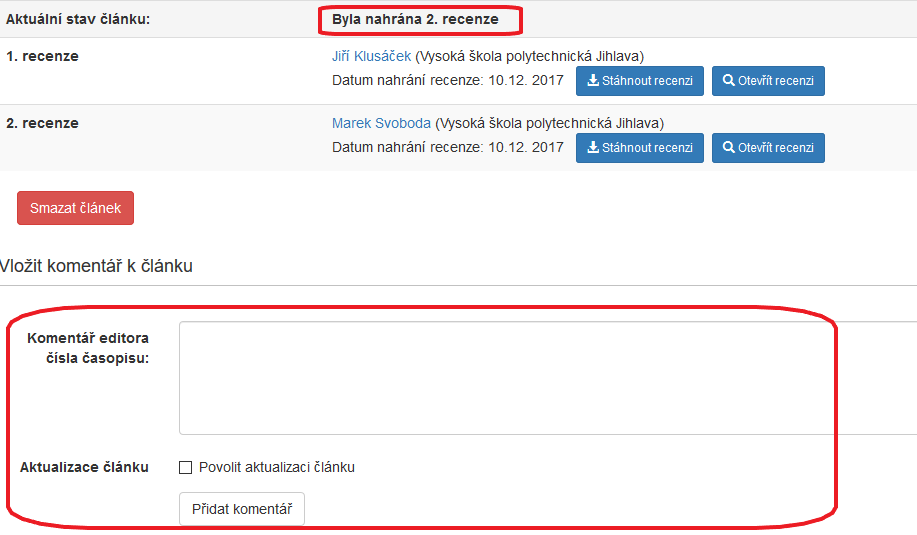 Aktuální stav článku: Byla nahrána 2. recenze
1. recenze Jiří Klusáček (Vysoká škola polytechnická Jihlava)
Datum nahrání recenze: 10.12. 2017 Stáhnout recenzi Otevřít recenzi
2. recenze Marek Svoboda (Vysoká škola polytechnická Jihlava)
Datum nahrání recenze: 10.12. 2017 Stáhnout recenzi Otevřít recenzi
Smazat článek
Vložit komentář k článku
Komentář editora
čísla časopisu:
Aktualizace článku Povolit aktualizaci článku
Přidat komentář